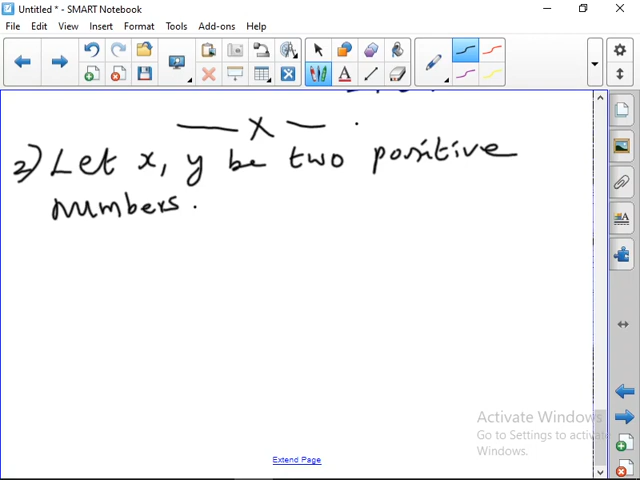 Untitled * - SMART Notebook
File Edit View Insert Format Tools Add-ons Help
x
2) Let x, y be two positive
numbers.
Activate Windows
Go to Settings to activate
Windows.
Extend Page